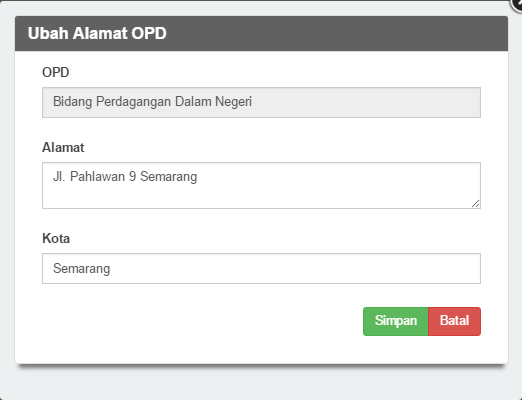 Ubah Alamat OPD
OPD
Bidang Perdagangan Dalam Negeri
Alamat
Jl. Pahlawan 9 Semarang
Kota
Semarang
Simpan Batal